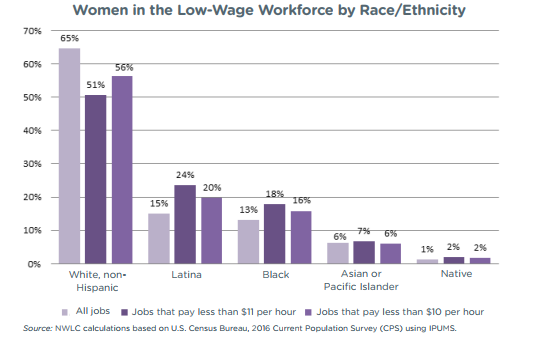 Women in the Low-Wage Workforce by Race/Ethnicity
70%
60%
50%
40%
30%
20%
10%
0%
65%
51%
56%
15%
24%
20%
13%
18%
16%
6%
7%
6%
1%
2%
2%
White, non-
Hispanic
Latina
Black
Asian or
Pacific Islander
Native
All jobs
Jobs that pay less than $11 per hour
Jobs that pay less than $10 per hour
Source: NWLC calculations based on U.S. Census Bureau, 2016 Current Population Survey (CPS) using IPUMS.